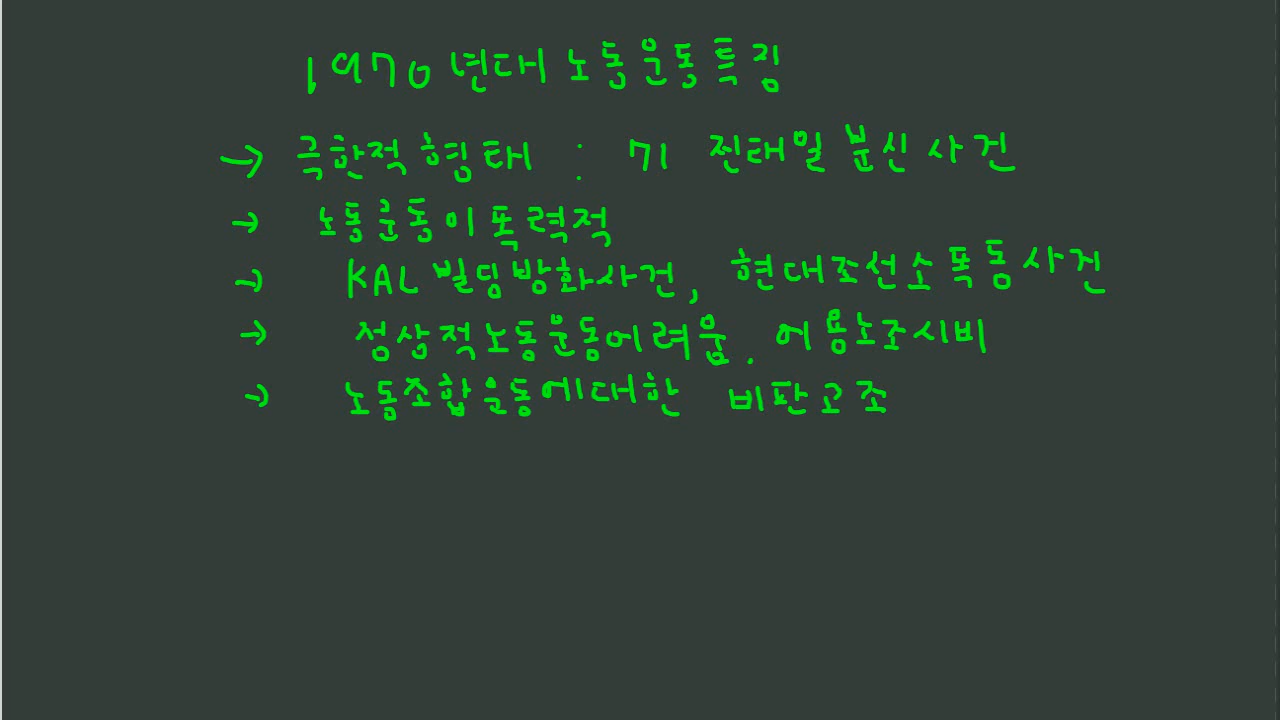 1970년대 노동운동특징
→ 극한적 형태 : 71 전태일 분신 사건
→ 노동운동이 폭력적
→ KAL 빌딩방화사건, 현대조선소폭동사건
→ 정상적노동운동어려움. 어용노조시비
→ 노동조합운동에대한 비판고조